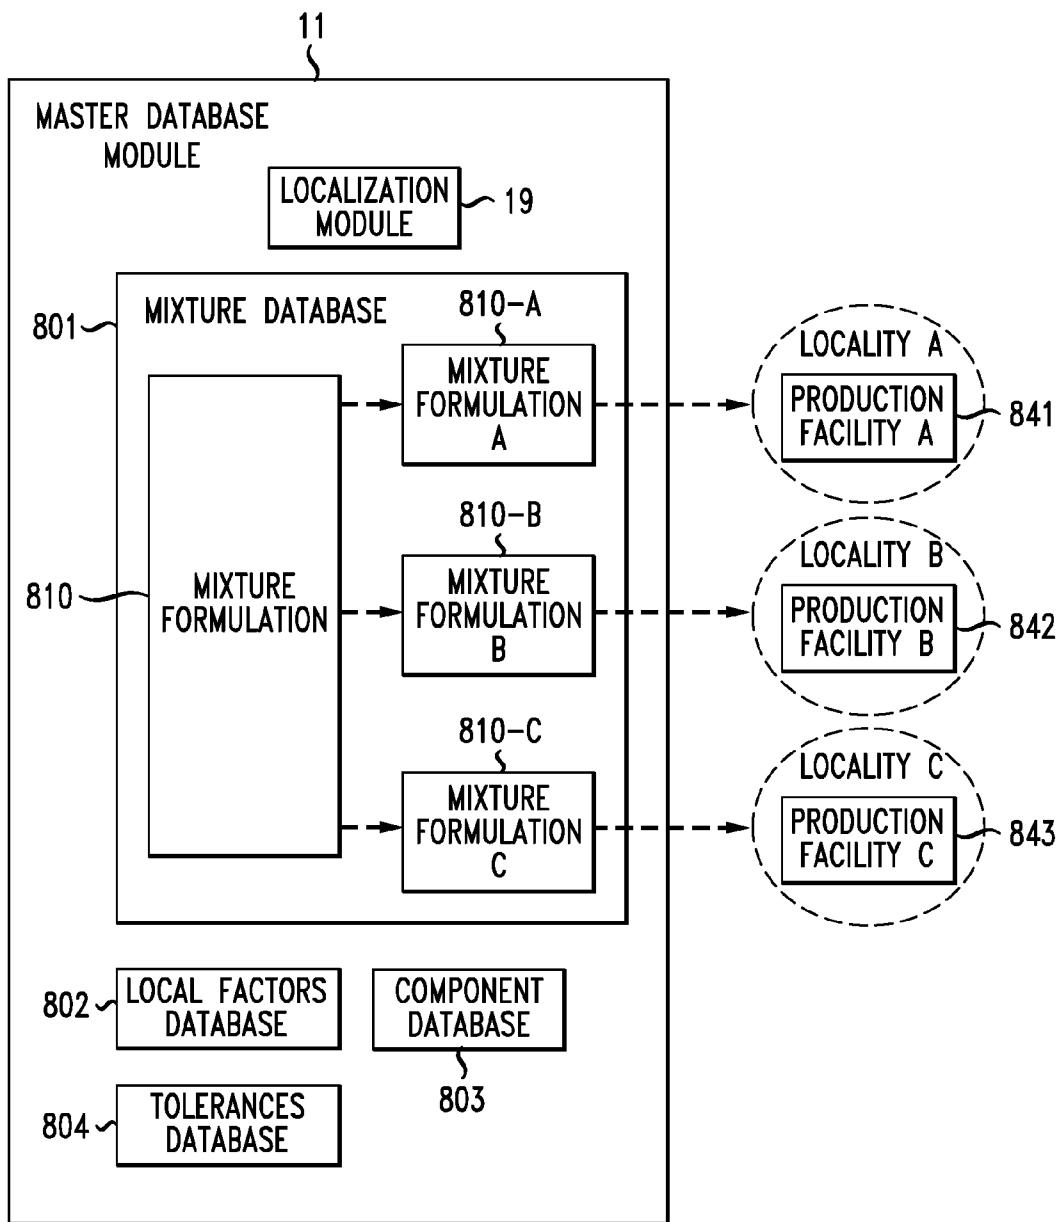 11
MASTER DATABASE
MODULE
LOCALIZATION
MODULE
19
801
MIXTURE DATABASE
810-A
MIXTURE
FORMULATION
A
LOCALITY A
PRODUCTION
FACILITY A
841
810
MIXTURE
FORMULATION
810-B
MIXTURE
FORMULATION
B
LOCALITY B
PRODUCTION
FACILITY B
842
810-C
MIXTURE
FORMULATION
C
LOCALITY C
PRODUCTION
FACILITY C
843
802
LOCAL FACTORS
DATABASE
COMPONENT
DATABASE
803
804
TOLERANCES
DATABASE